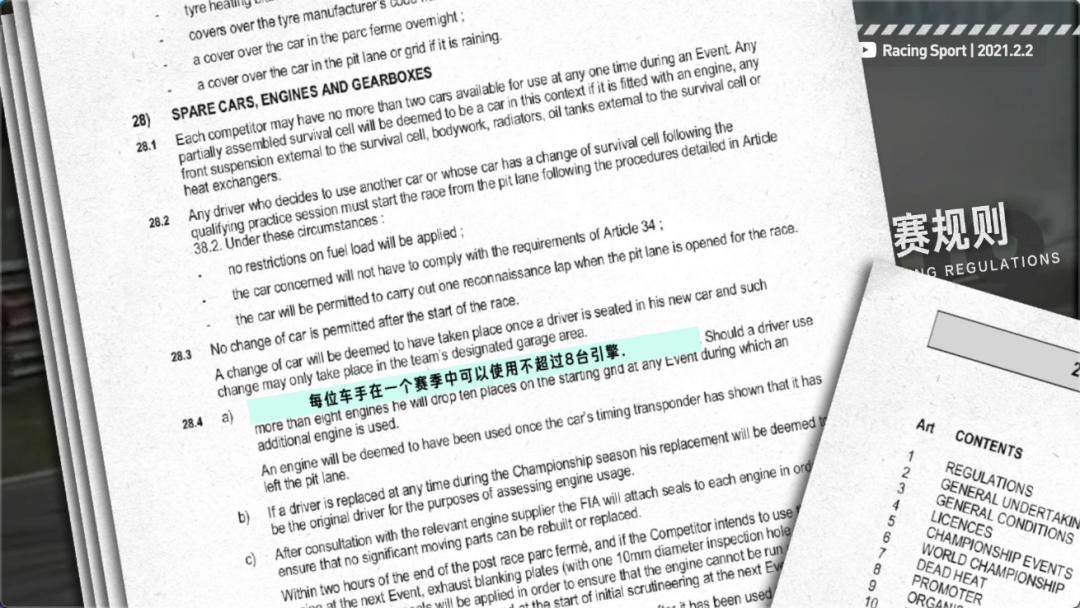 tyre heating
covers over the tyre manufacturer's
a cover over the car in the parc ferme overnight ;
a cover over the car in the pit lane or grid if it is raining.
28) SPARE CARS, ENGINES AND GEARBOXES
28.1 Each competitor may have no more than two cars available for use at any one time during an Event. Any
partially assembled survival cell will be deemed to be a car in this context if it is fitted with an engine, any
front suspension external to the survival cell, bodywork, radiators, oil tanks external to the survival cell or
heat exchangers.
28.2 Any driver who decides to use another car or whose car has a change of survival cell following the
qualifying practice session must start the race from the pit lane following the procedures detailed in Article
38.2. Under these circumstances :
- no restrictions on fuel load will be applied ;
- the car concerned will not have to comply with the requirements of Article 34 ;
- the car will be permitted to carry out one reconnaissance lap when the pit lane is opened for the race.
28.3 No change of car is permitted after the start of the race.
A change of car will be deemed to have taken place once a driver is seated in his new car and such
change may only take place in the team's designated garage area.
28.4 a) 每位车手在一个赛季中可以使用不超过8台引擎. Should a driver use
more than eight engines he will drop ten places on the starting grid at any Event during which an
additional engine is used.
An engine will be deemed to have been used once the car's timing transponder has shown that it has
left the pit lane.
b) If a driver is replaced at any time during the Championship season his replacement will be deemed to
be the original driver for the purposes of assessing engine usage.
c) After consultation with the relevant engine supplier the FIA will attach seals to each engine in
ensure that no significant moving parts can be rebuilt or replaced.
Within two hours of the end of the post race parc fermé, and if the Competitor intends to use
at the next Event, exhaust blanking plates (with one 10mm diameter inspection hole
will be applied in order to ensure that the engine cannot be run
at the start of initial scrutineering at the next
it has been used
Racing Sport | 2021.2.2
赛规则
REGULATIONS
2
Art CONTENTS
1 REGULATIONS
2 GENERAL UNDERTAKIN
3 GENERAL CONDITIONS
4 LICENCES
5 CHAMPIONSHIP EVENTS
6 WORLD CHAMPIONSHIP
7 DEAD HEAT
8 PROMOTER
9
10